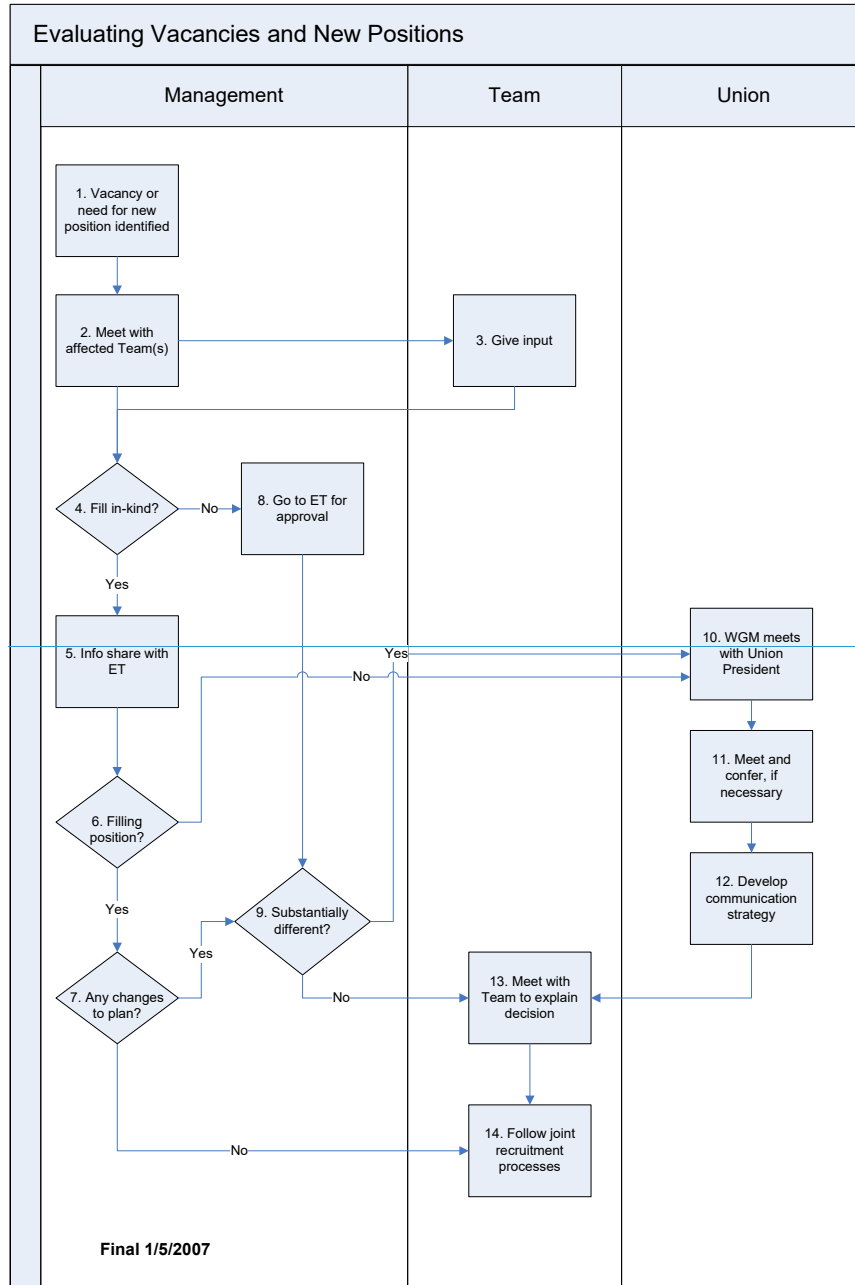 Evaluating Vacancies and New Positions
Management
Team
Union
1. Vacancy or
need for new
position identified
2. Meet with
affected Team(s)
3. Give input
4. Fill in-kind?
No
8. Go to ET for
approval
Yes
5. Info share with
ET
Yes
No
10. WGM meets
with Union
President
6. Filling
position?
11. Meet and
confer, if
necessary
Yes
9. Substantially
different?
12. Develop
communication
strategy
Yes
7. Any changes
to plan?
No
13. Meet with
Team to explain
decision
No
14. Follow joint
recruitment
processes
Final 1/5/2007